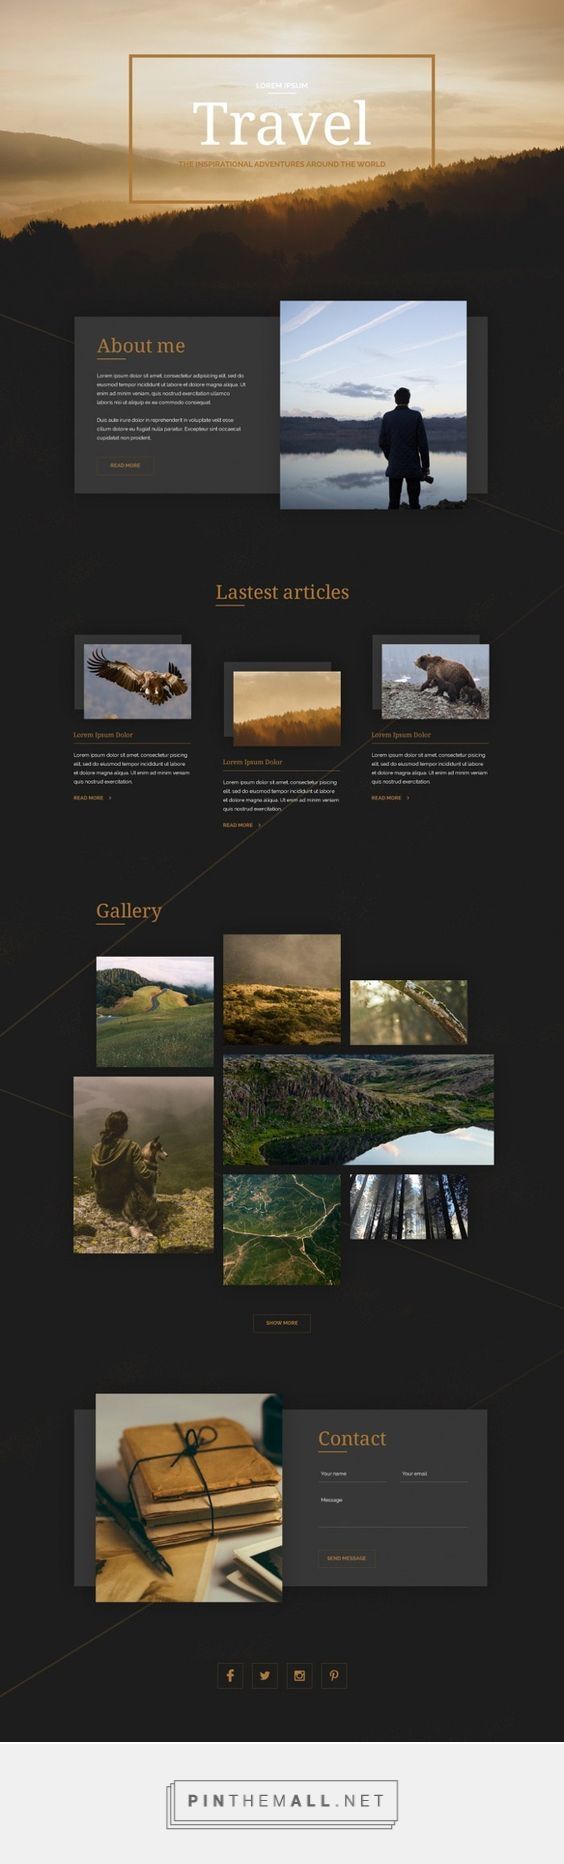 LOREM IPSUM
Travel
THE INSPIRATIONAL ADVENTURES AROUND THE WORLD
About me
Lorem ipsum dolor sit amet, consectetur adipisicing elit, sed do
eiusmod tempor incididunt ut labore et dolore magna aliqua. Ut
enim ad minim veniam, quis nostrud exercitation ullamco
laboris nisi ut aliquip ex ea commodo consequat.
Duis aute irure dolor in reprehenderit in voluptate velit esse
cillum dolore eu fugiat nulla pariatur. Excepteur sint occaecat
cupidatat non proident.
READ MORE
Lastest articles
Lorem Ipsum Dolor
Lorem ipsum dolor sit amet, consectetur pisicing
elit, sed do eiusmod tempor incididunt ut labore
et dolore magna aliqua. Ut enim ad minim veniam
quis nostrud exercitation.
READ MORE >
Lorem Ipsum Dolor
Lorem ipsum dolor sit amet, consectetur pisicing
elit, sed do eiusmod tempor incididunt ut labore
et dolore magna aliqua. Ut enim ad minim veniam
quis nostrud exercitation.
READ MORE >
Lorem Ipsum Dolor
Lorem ipsum dolor sit amet, consectetur pisicing
elit, sed do eiusmod tempor incididunt ut labore
et dolore magna aliqua. Ut enim ad minim veniam
quis nostrud exercitation.
READ MORE >
Gallery
SHOW MORE
Contact
Your name
Your email
Message
SEND MESSAGE
PINTHEMALL.NET